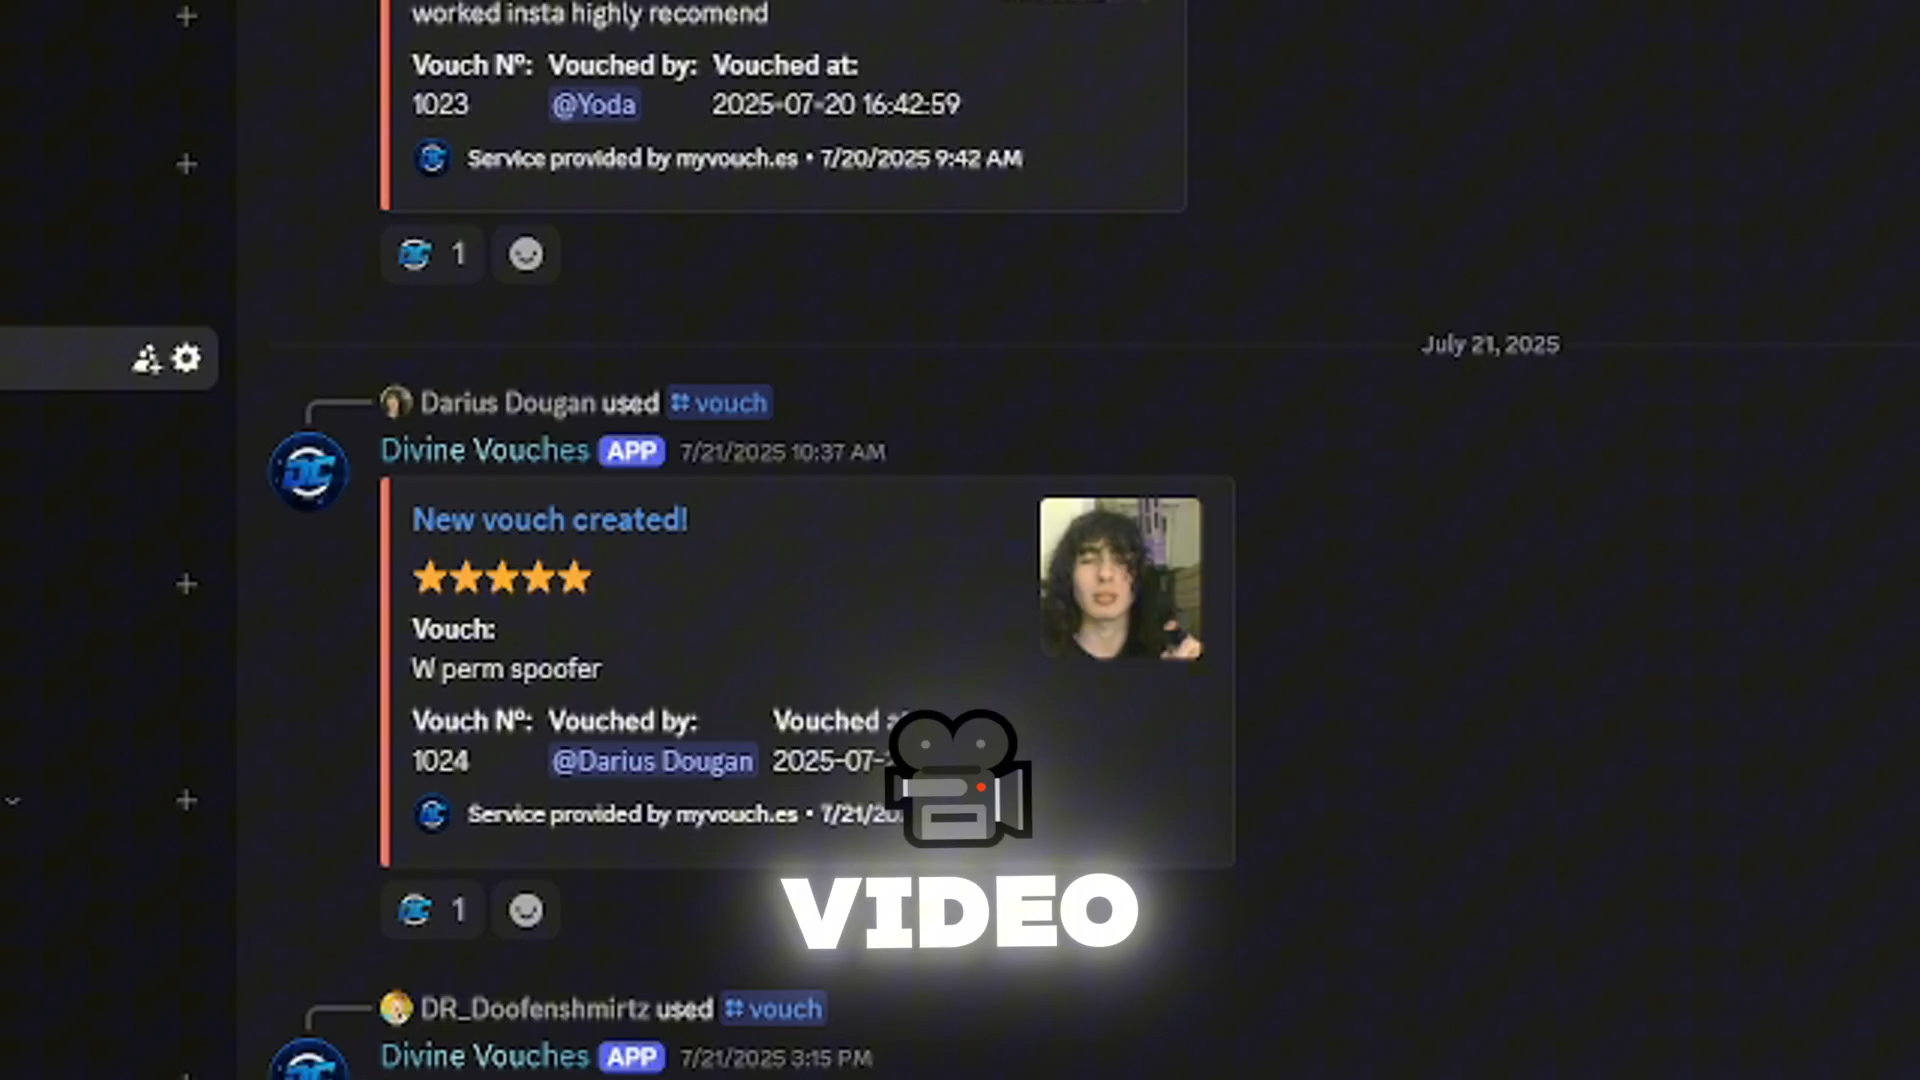 worked insta highly recomend
Vouch Nº: Vouched by: Vouched at:
1023 @Yoda 2025-07-20 16:42:59
Service provided by myvouch.es • 7/20/2025 9:42 AM
1
July 21, 2025
Darius Dougan used vouch
Divine Vouches APP 7/21/2025 10:37 AM
New vouch created!
Vouch:
W perm spoofer
Vouch Nº: Vouched by: Vouched
1024 @Darius Dougan 2025-07-
Service provided by myvouch.es • 7/21/20
1
VIDEO
DR_Doofenshmirtz used vouch
Divine Vouches APP 7/21/2025 3:15 PM